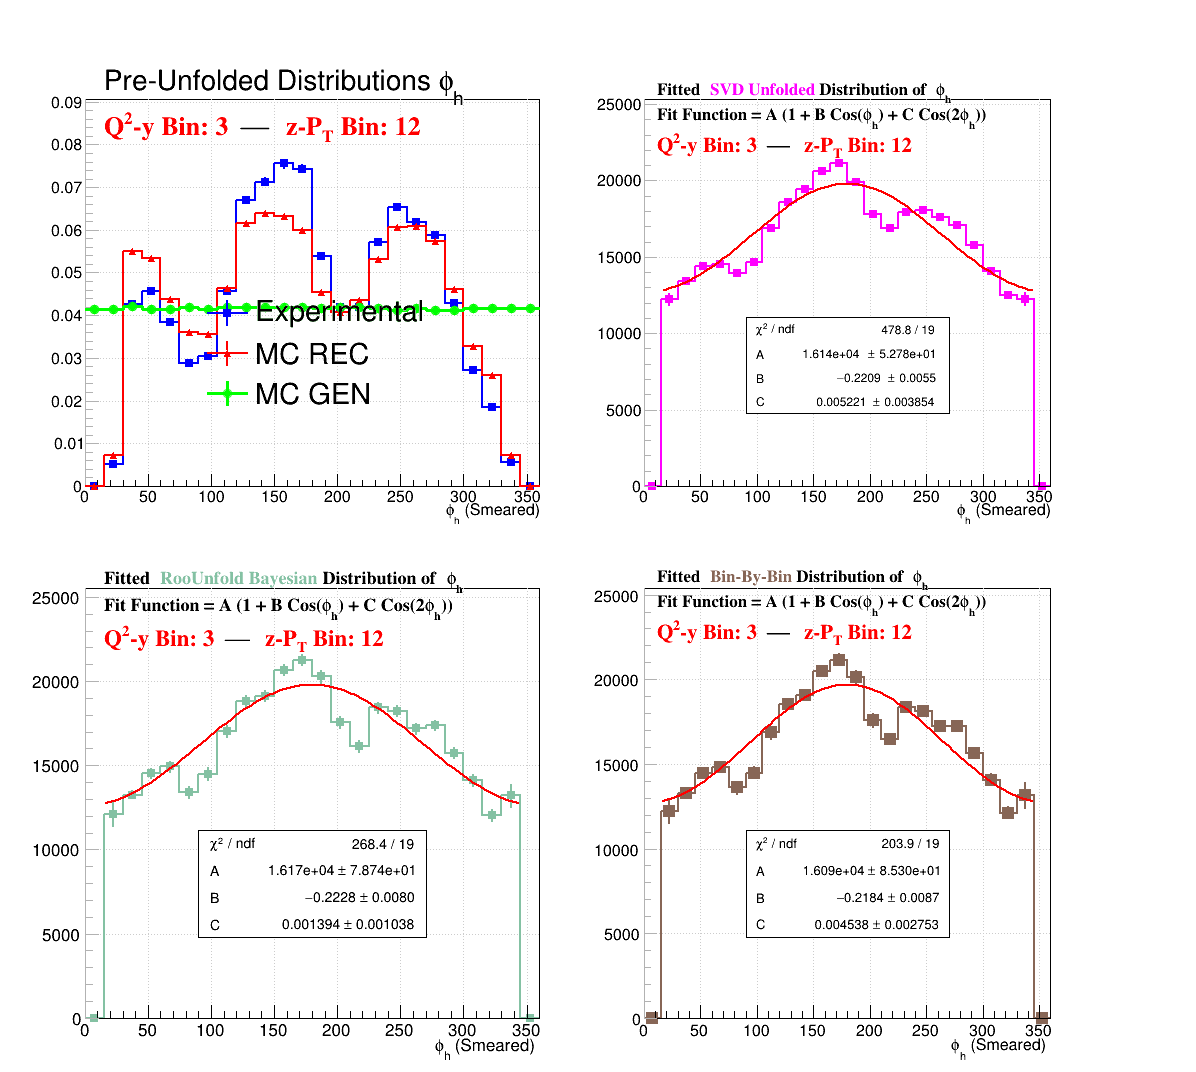 Pre-Unfolded Distributions ϕh
Q2-y Bin: 3 — z-PT Bin: 12
0.09
0.08
0.07
0.06
0.05
0.04
0.03
0.02
0.01
0
Experimental
MC REC
MC GEN
0 50 100 150 200 250 300 350
ϕh (Smeared)
Fitted SVD Unfolded Distribution of ϕh
Fit Function = A (1 + B Cos(ϕh) + C Cos(2ϕh))
Q2-y Bin: 3 — z-PT Bin: 12
25000
20000
15000
10000
5000
0
χ2 / ndf 478.8 / 19
A 1.614e+04 ± 5.278e+01
B −0.2209 ± 0.0055
C 0.005221 ± 0.003854
0 50 100 150 200 250 300 350
ϕh (Smeared)
Fitted RooUnfold Bayesian Distribution of ϕh
Fit Function = A (1 + B Cos(ϕh) + C Cos(2ϕh))
Q2-y Bin: 3 — z-PT Bin: 12
25000
20000
15000
10000
5000
0
χ2 / ndf 268.4 / 19
A 1.617e+04 ± 7.874e+01
B −0.2228 ± 0.0080
C 0.001394 ± 0.001038
0 50 100 150 200 250 300 350
ϕh (Smeared)
Fitted Bin-By-Bin Distribution of ϕh
Fit Function = A (1 + B Cos(ϕh) + C Cos(2ϕh))
Q2-y Bin: 3 — z-PT Bin: 12
25000
20000
15000
10000
5000
0
χ2 / ndf 203.9 / 19
A 1.609e+04 ± 8.530e+01
B −0.2184 ± 0.0087
C 0.004538 ± 0.002753
0 50 100 150 200 250 300 350
ϕh (Smeared)